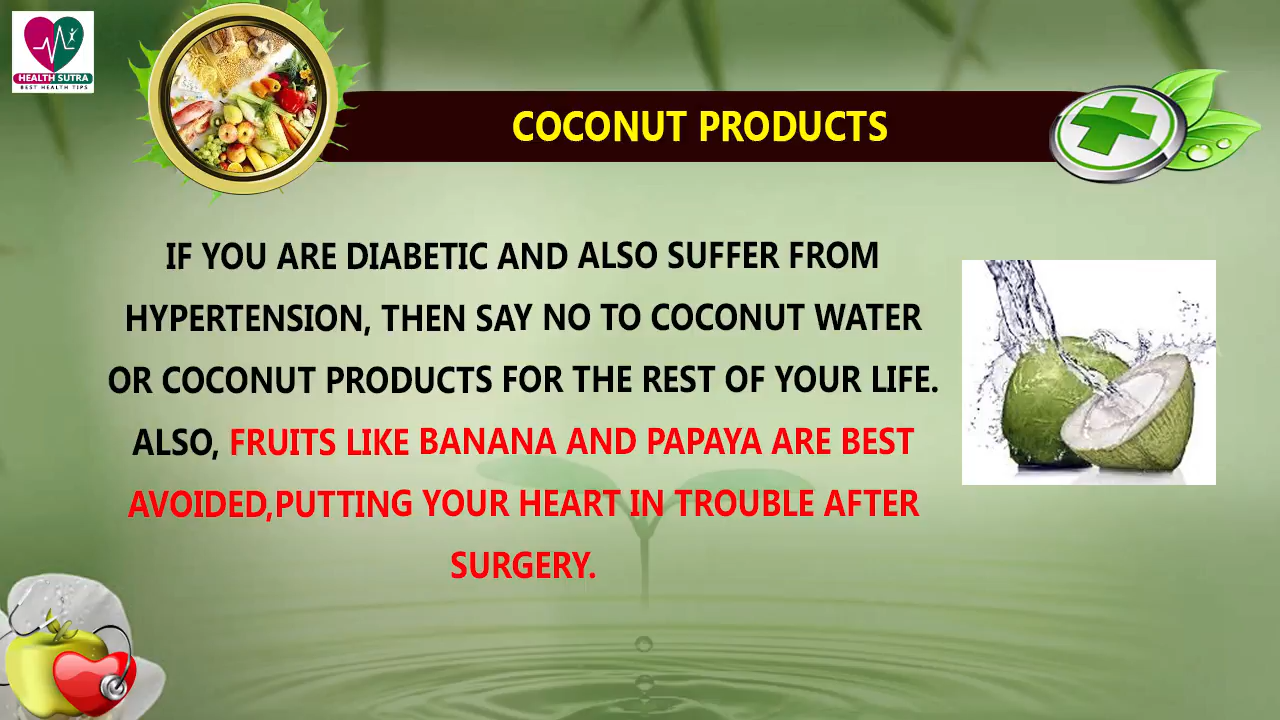 HEALTH SUTRA
BEST HEALTH TIPS
COCONUT PRODUCTS
IF YOU ARE DIABETIC AND ALSO SUFFER FROM
HYPERTENSION, THEN SAY NO TO COCONUT WATER
OR COCONUT PRODUCTS FOR THE REST OF YOUR LIFE.
ALSO, FRUITS LIKE BANANA AND PAPAYA ARE BEST
AVOIDED,PUTTING YOUR HEART IN TROUBLE AFTER
SURGERY.